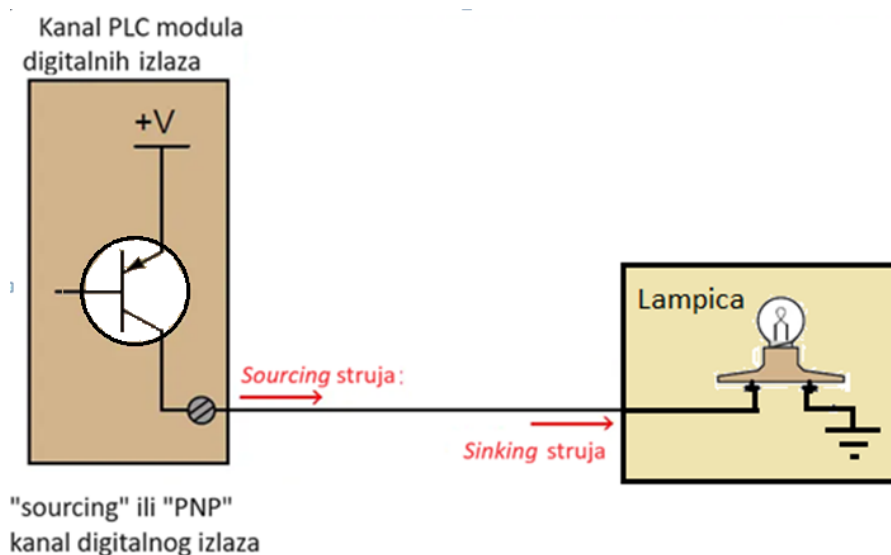 Kanal PLC modula
digitalnih izlaza
+V
Lampica
Sourcing struja:
Sinking struja
"sourcing" ili "PNP"
kanal digitalnog izlaza